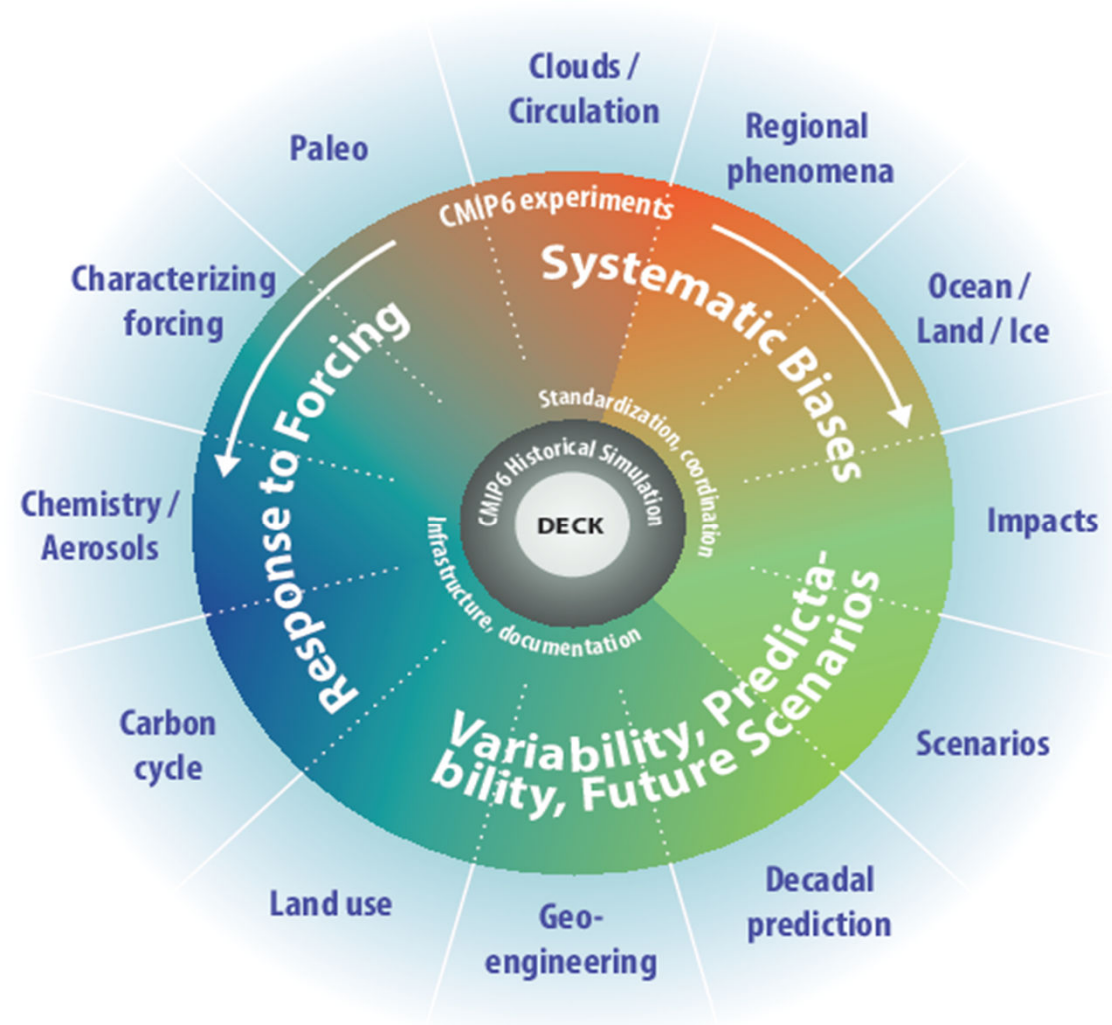 Clouds /
Circulation
Regional
phenomena
Ocean /
Land / Ice
Impacts
Scenarios
Decadal
prediction
Geo-
engineering
Land use
Carbon
cycle
Chemistry /
Aerosols
Characterizing
forcing
Paleo
CMIP6 experiments
Systematic Biases
Variability, Predicta-
bility, Future Scenarios
Response to Forcing
Standardization, coordination
Infrastructure, documentation
CMIP6 Historical Simulation
DECK